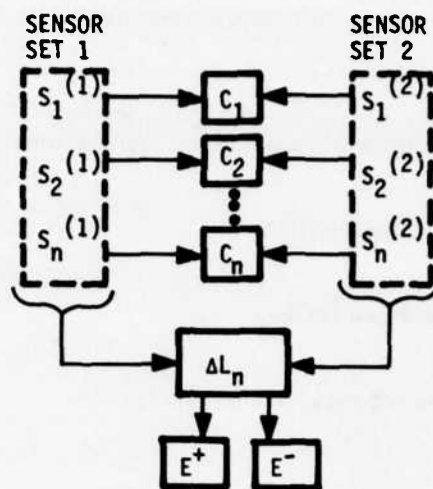 SENSOR SET 1
SENSOR SET 2
S₁⁽¹⁾ C₁ S₁⁽²⁾
S₂⁽¹⁾ C₂ S₂⁽²⁾
Sₙ⁽¹⁾ Cₙ Sₙ⁽²⁾
ΔLₙ
E⁺ E⁻